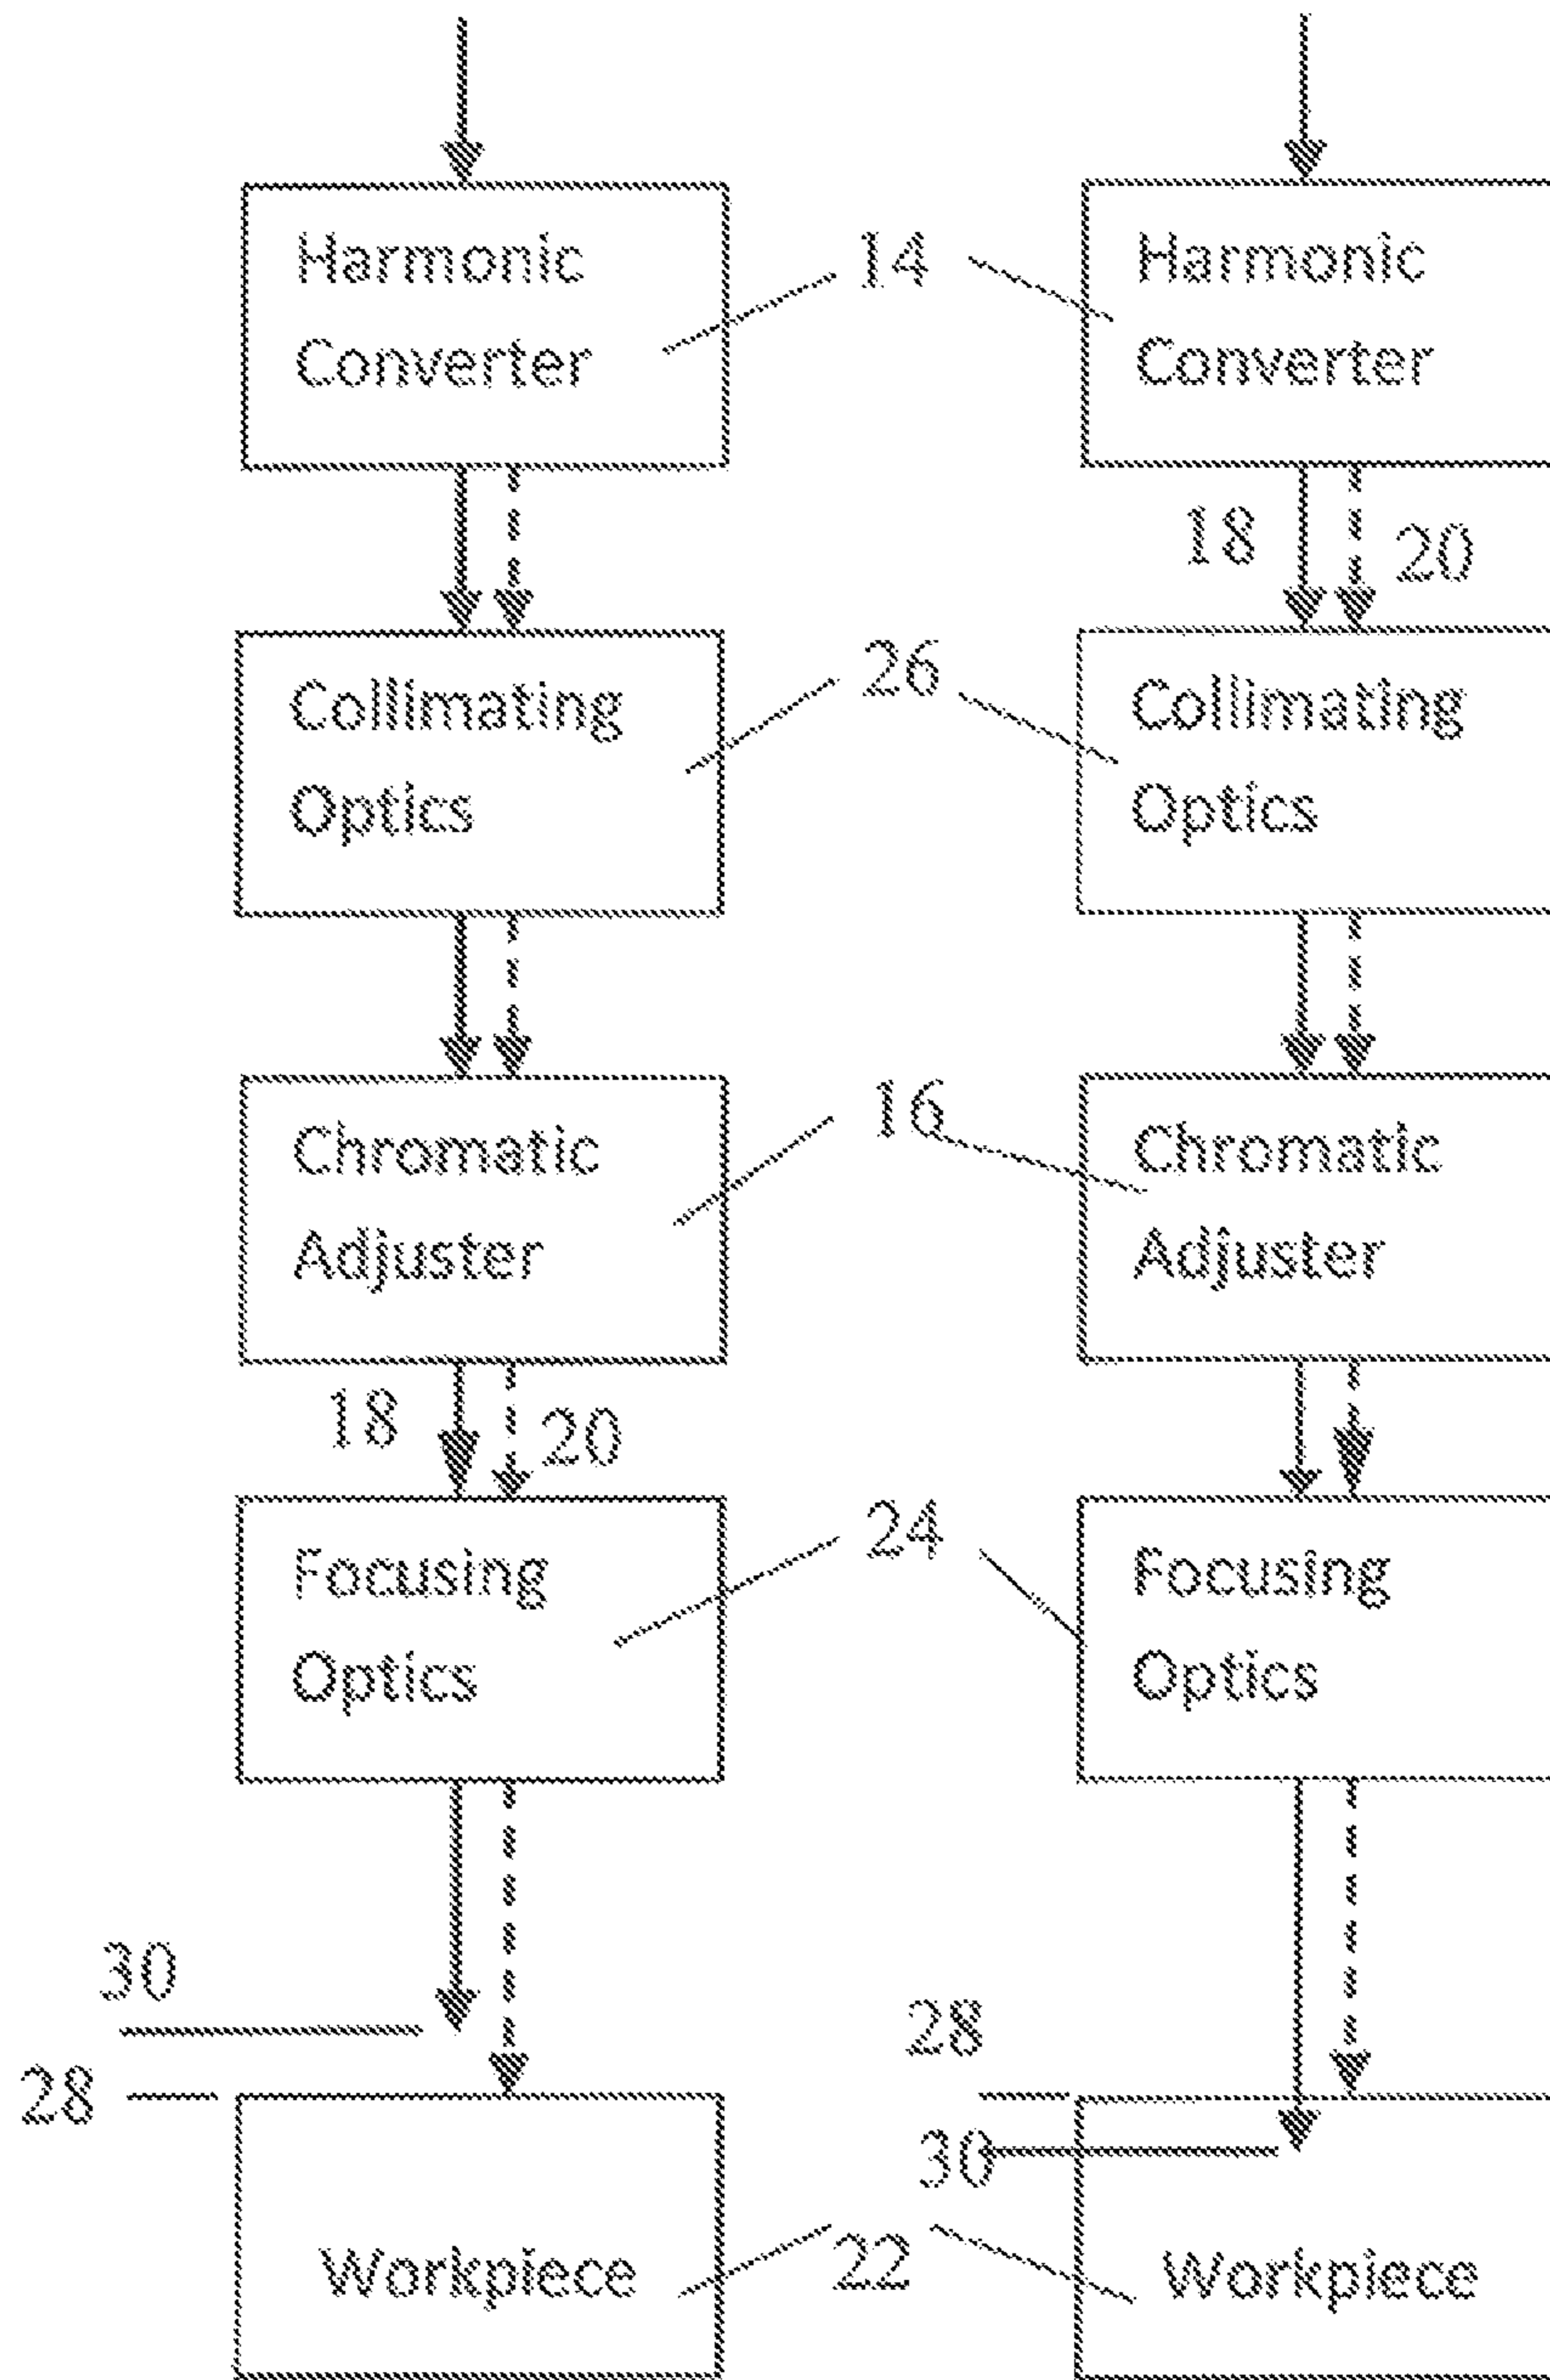 Harmonic
Converter
14
Harmonic
Converter
18
20
Collimating
Optics
26
Collimating
Optics
Chromatic
Adjuster
16
Chromatic
Adjuster
18
20
Focusing
Optics
24
Focusing
Optics
30
28
28
30
Workpiece
22
Workpiece